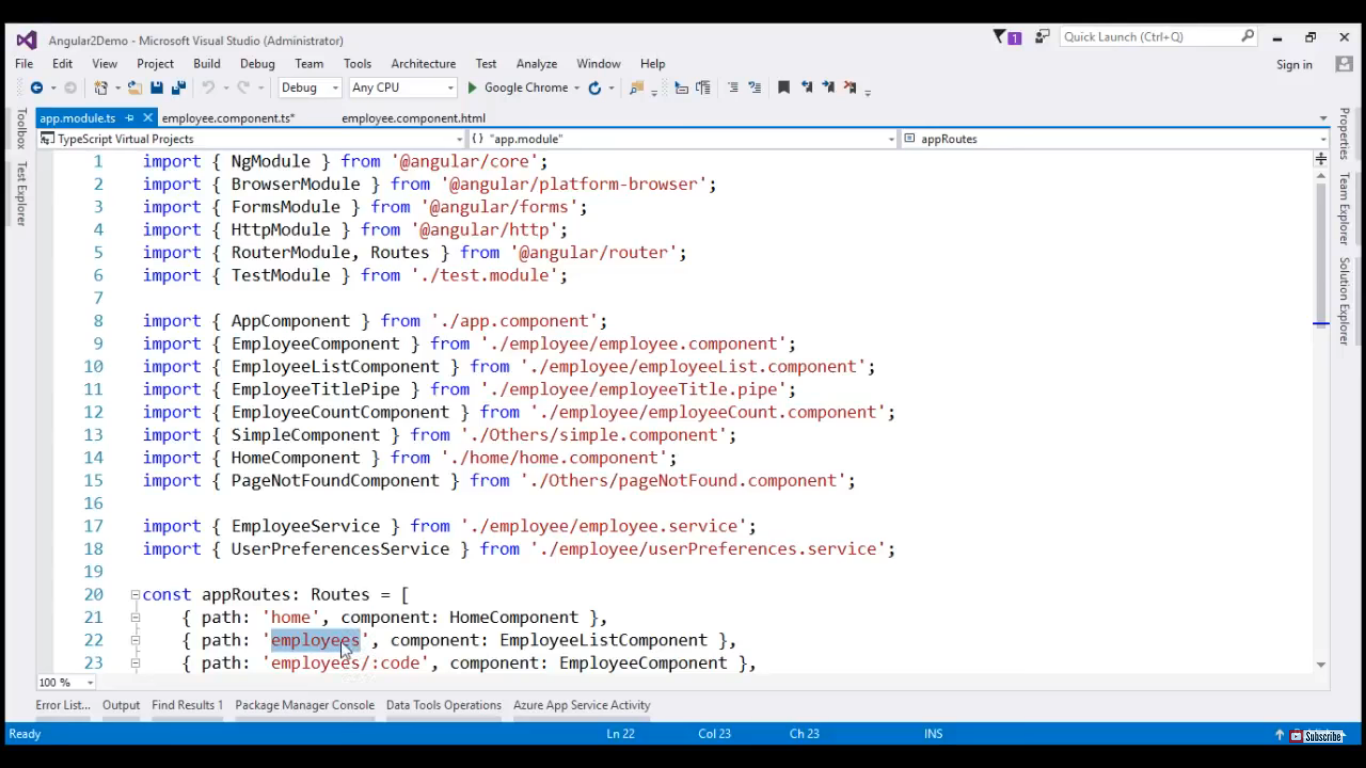 Angular2Demo - Microsoft Visual Studio (Administrator)
1
Quick Launch (Ctrl+Q)
File Edit View Project Build Debug Team Tools Architecture Test Analyze Window Help
Sign in
Debug Any CPU Google Chrome
app.module.ts employee.component.ts* employee.component.html
TypeScript Virtual Projects {} "app.module" appRoutes
Toolbox
Test Explorer
Properties
Team Explorer
Solution Explorer
1 import { NgModule } from '@angular/core';
2 import { BrowserModule } from '@angular/platform-browser';
3 import { FormsModule } from '@angular/forms';
4 import { HttpModule } from '@angular/http';
5 import { RouterModule, Routes } from '@angular/router';
6 import { TestModule } from './test.module';
7
8 import { AppComponent } from './app.component';
9 import { EmployeeComponent } from './employee/employee.component';
10 import { EmployeeListComponent } from './employee/employeeList.component';
11 import { EmployeeTitlePipe } from './employee/employeeTitle.pipe';
12 import { EmployeeCountComponent } from './employee/employeeCount.component';
13 import { SimpleComponent } from './Others/simple.component';
14 import { HomeComponent } from './home/home.component';
15 import { PageNotFoundComponent } from './Others/pageNotFound.component';
16
17 import { EmployeeService } from './employee/employee.service';
18 import { UserPreferencesService } from './employee/userPreferences.service';
19
20 const appRoutes: Routes = [
21 { path: 'home', component: HomeComponent },
22 { path: 'employees', component: EmployeeListComponent },
23 { path: 'employees/:code', component: EmployeeComponent },
100 %
Error List... Output Find Results 1 Package Manager Console Data Tools Operations Azure App Service Activity
Ready Ln 22 Col 23 Ch 23 INS
Subscribe